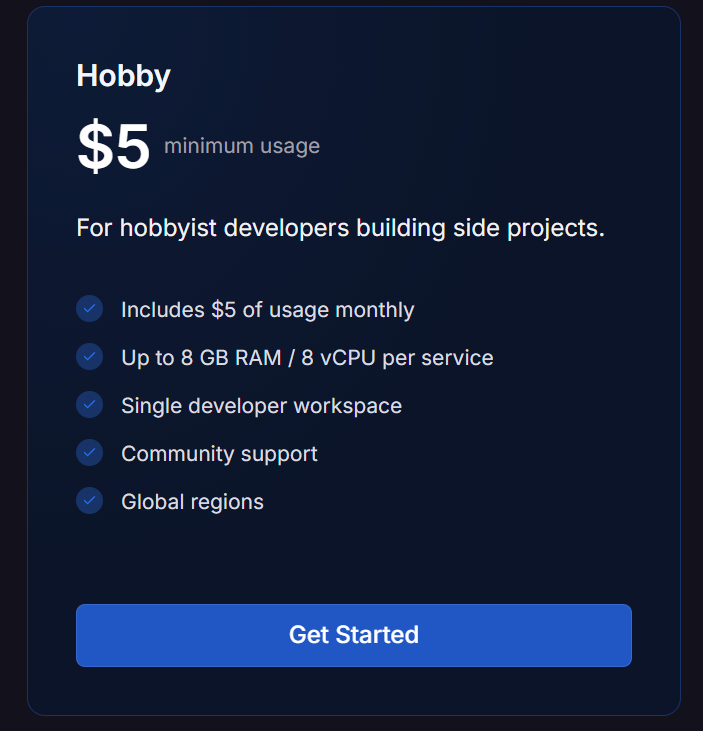 Hobby
$5 minimum usage
For hobbyist developers building side projects.
Includes $5 of usage monthly
Up to 8 GB RAM / 8 vCPU per service
Single developer workspace
Community support
Global regions
Get Started